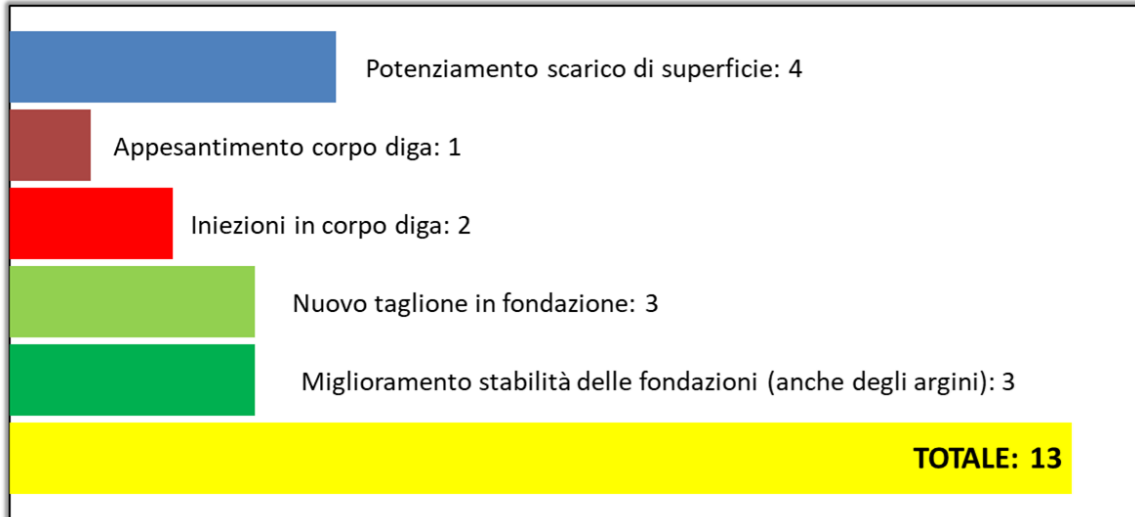 Potenziamento scarico di superficie: 4
Appesantimento corpo diga: 1
Iniezioni in corpo diga: 2
Nuovo taglione in fondazione: 3
Miglioramento stabilità delle fondazioni (anche degli argini): 3
TOTALE: 13